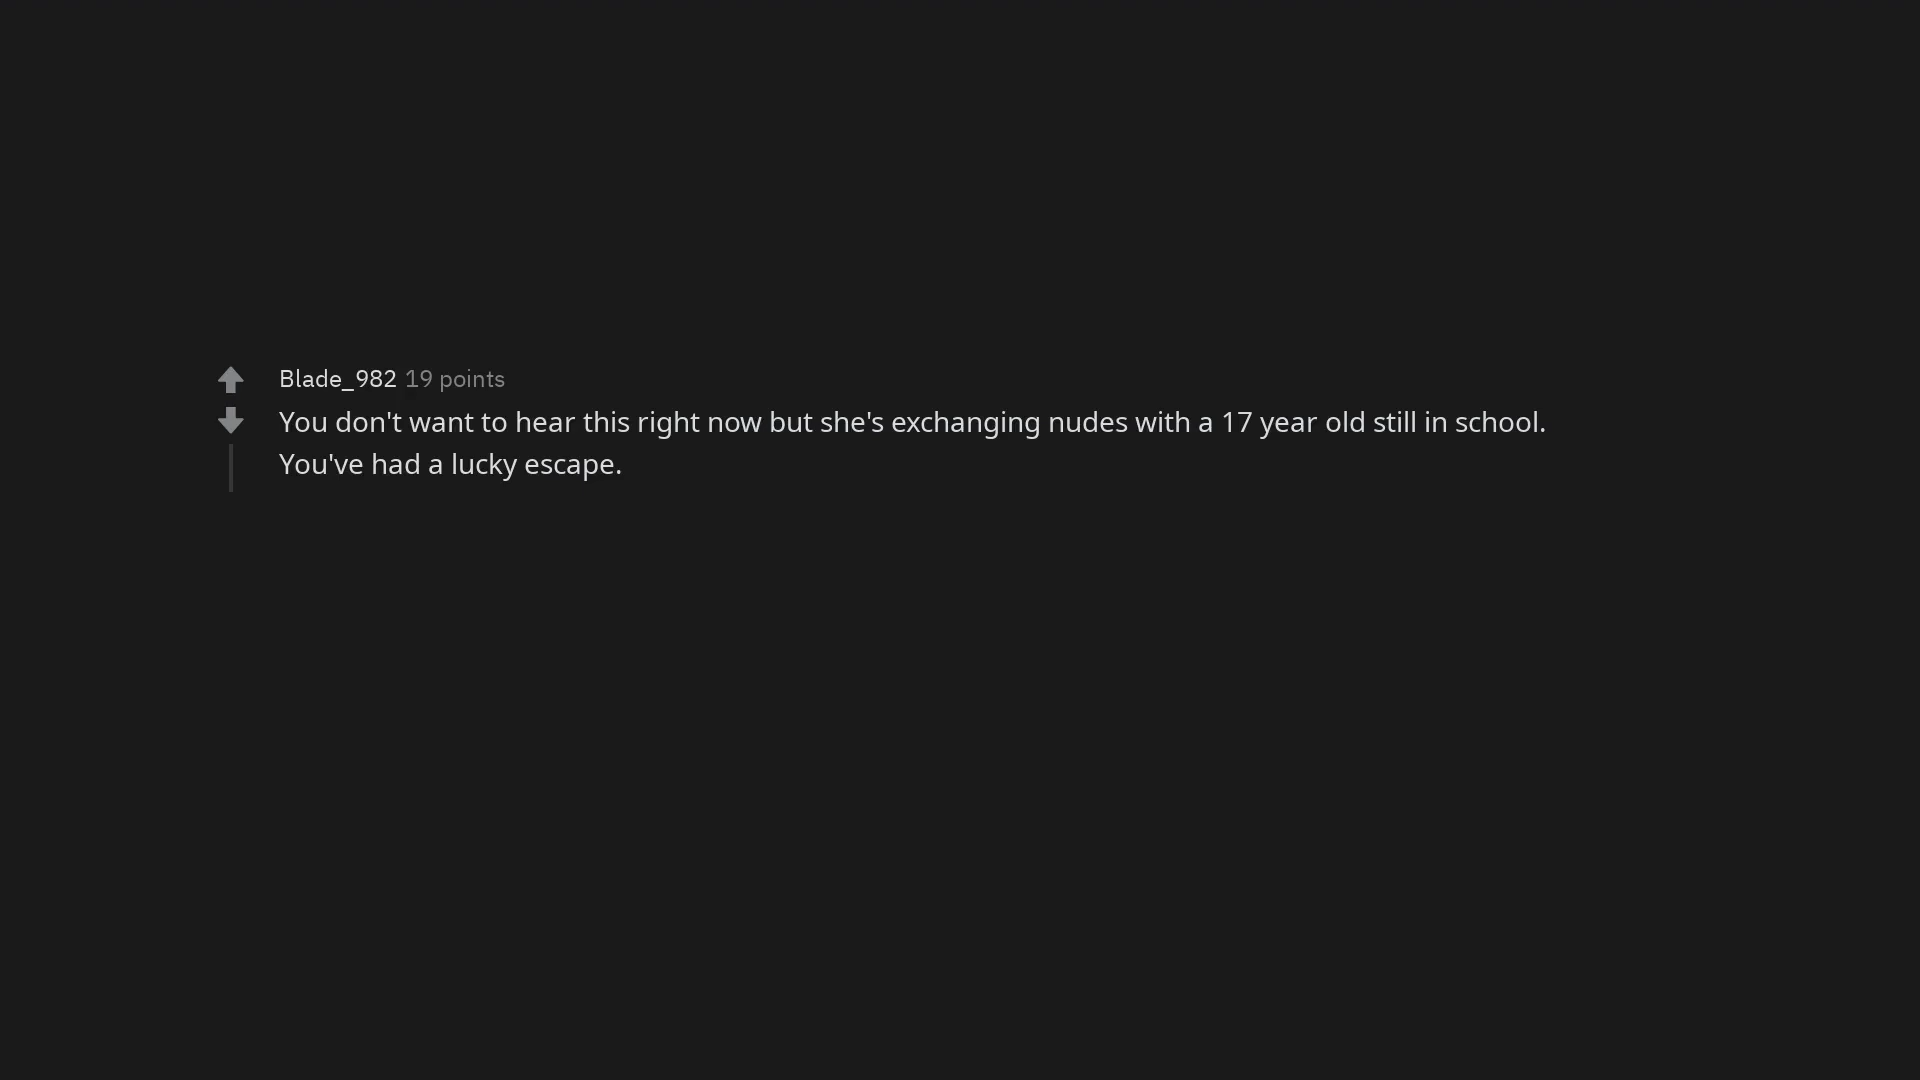 Blade_982 19 points
You don't want to hear this right now but she's exchanging nudes with a 17 year old still in school.
You've had a lucky escape.